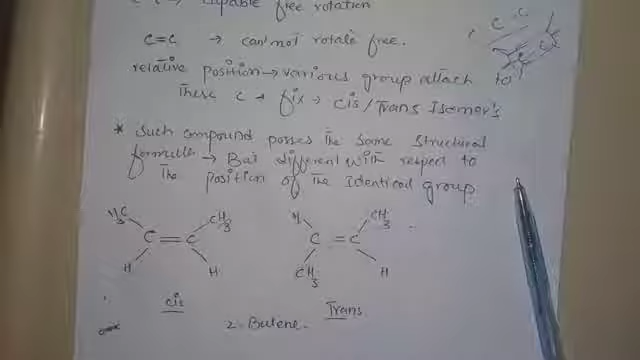 capable free rotation
C=C → can't not rotate free.
relative position → various group attach to
these C → fix → cis/Trans Isomer's
* Such compound posses the same structural
formula → But different with respect to
the position of the identical group
H3C CH3 H CH3
C=C C=C
H H CH3 H
cis Trans
2-Butene.